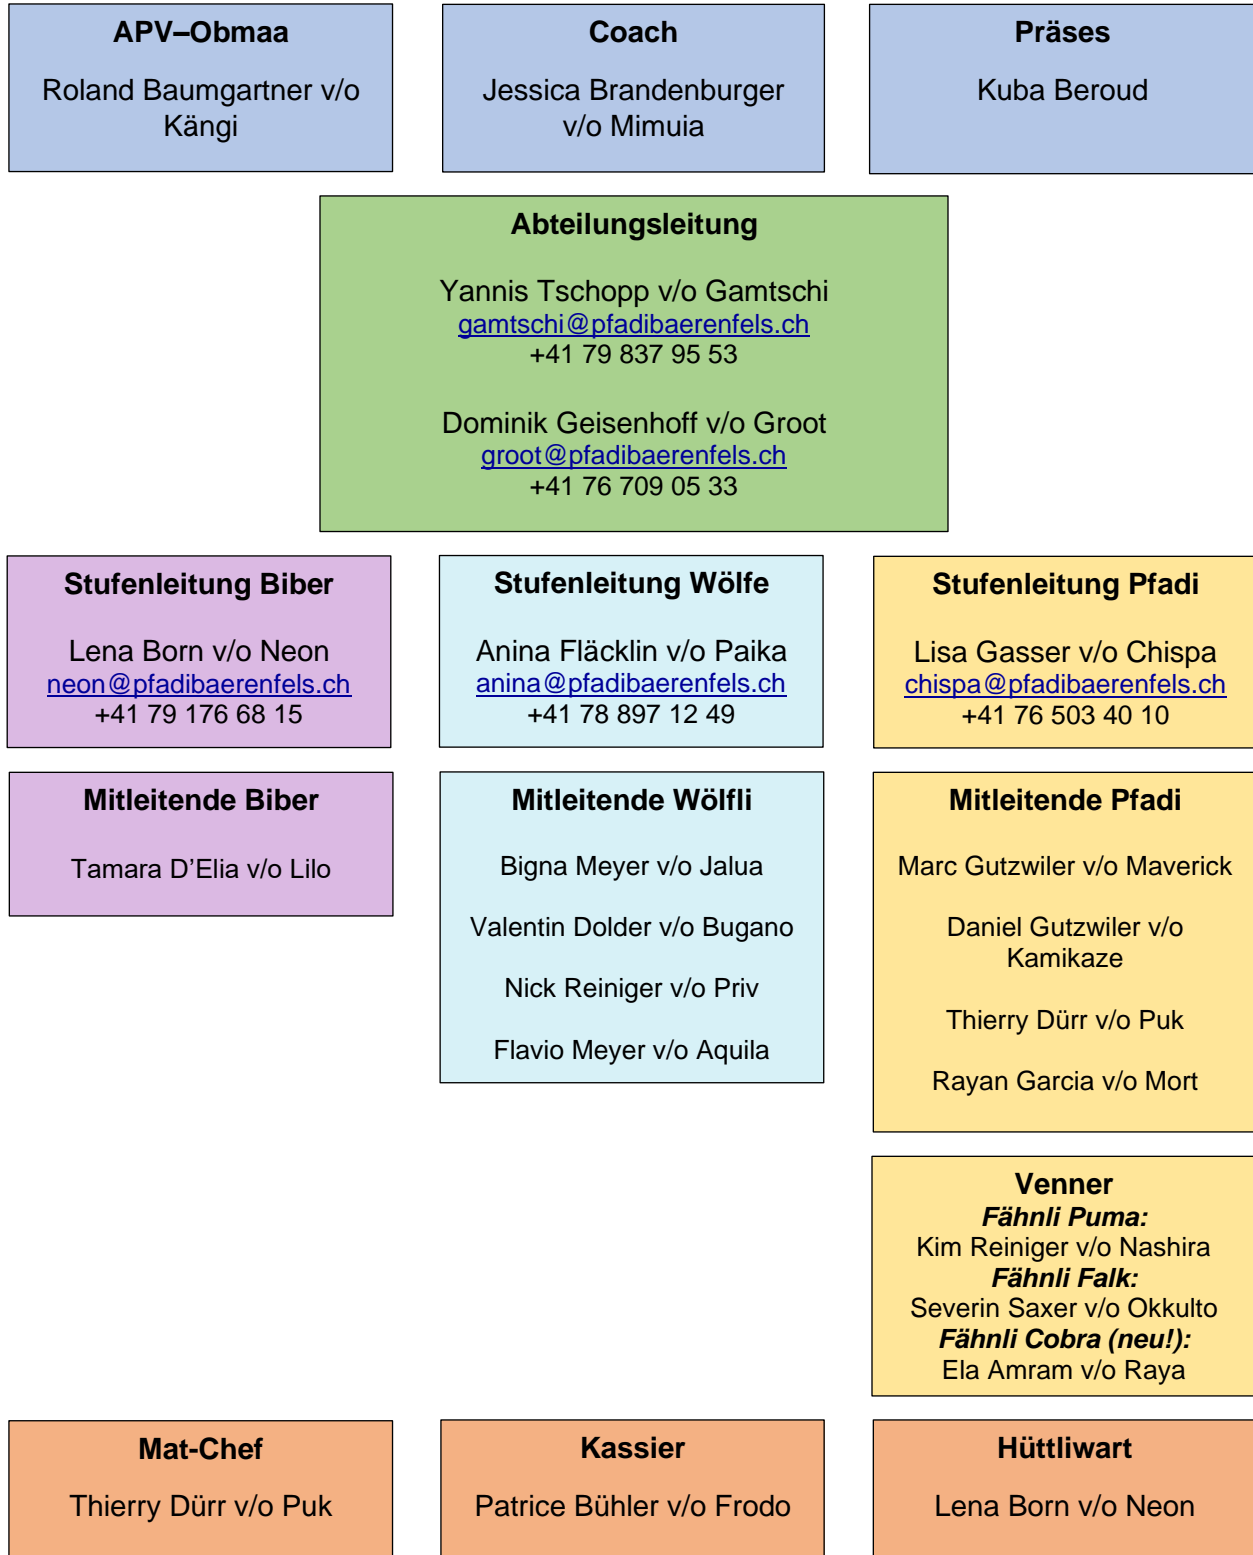 APV–Obmaa
Roland Baumgartner v/o
Kängi
Coach
Jessica Brandenburger
v/o Mimuia
Präses
Kuba Beroud
Abteilungsleitung
Yannis Tschopp v/o Gamtschi
gamtschi@pfadibaerenfels.ch
+41 79 837 95 53
Dominik Geisenhoff v/o Groot
groot@pfadibaerenfels.ch
+41 76 709 05 33
Stufenleitung Biber
Lena Born v/o Neon
neon@pfadibaerenfels.ch
+41 79 176 68 15
Stufenleitung Wölfe
Anina Fläcklin v/o Paika
anina@pfadibaerenfels.ch
+41 78 897 12 49
Stufenleitung Pfadi
Lisa Gasser v/o Chispa
chispa@pfadibaerenfels.ch
+41 76 503 40 10
Mitleitende Biber
Tamara D’Elia v/o Lilo
Mitleitende Wölfli
Bigna Meyer v/o Jalua
Valentin Dolder v/o Bugano
Nick Reiniger v/o Priv
Flavio Meyer v/o Aquila
Mitleitende Pfadi
Marc Gutzwiler v/o Maverick
Daniel Gutzwiler v/o
Kamikaze
Thierry Dürr v/o Puk
Rayan Garcia v/o Mort
Venner
Fähnli Puma:
Kim Reiniger v/o Nashira
Fähnli Falk:
Severin Saxer v/o Okkulto
Fähnli Cobra (neu!):
Ela Amram v/o Raya
Mat-Chef
Thierry Dürr v/o Puk
Kassier
Patrice Bühler v/o Frodo
Hüttliwart
Lena Born v/o Neon